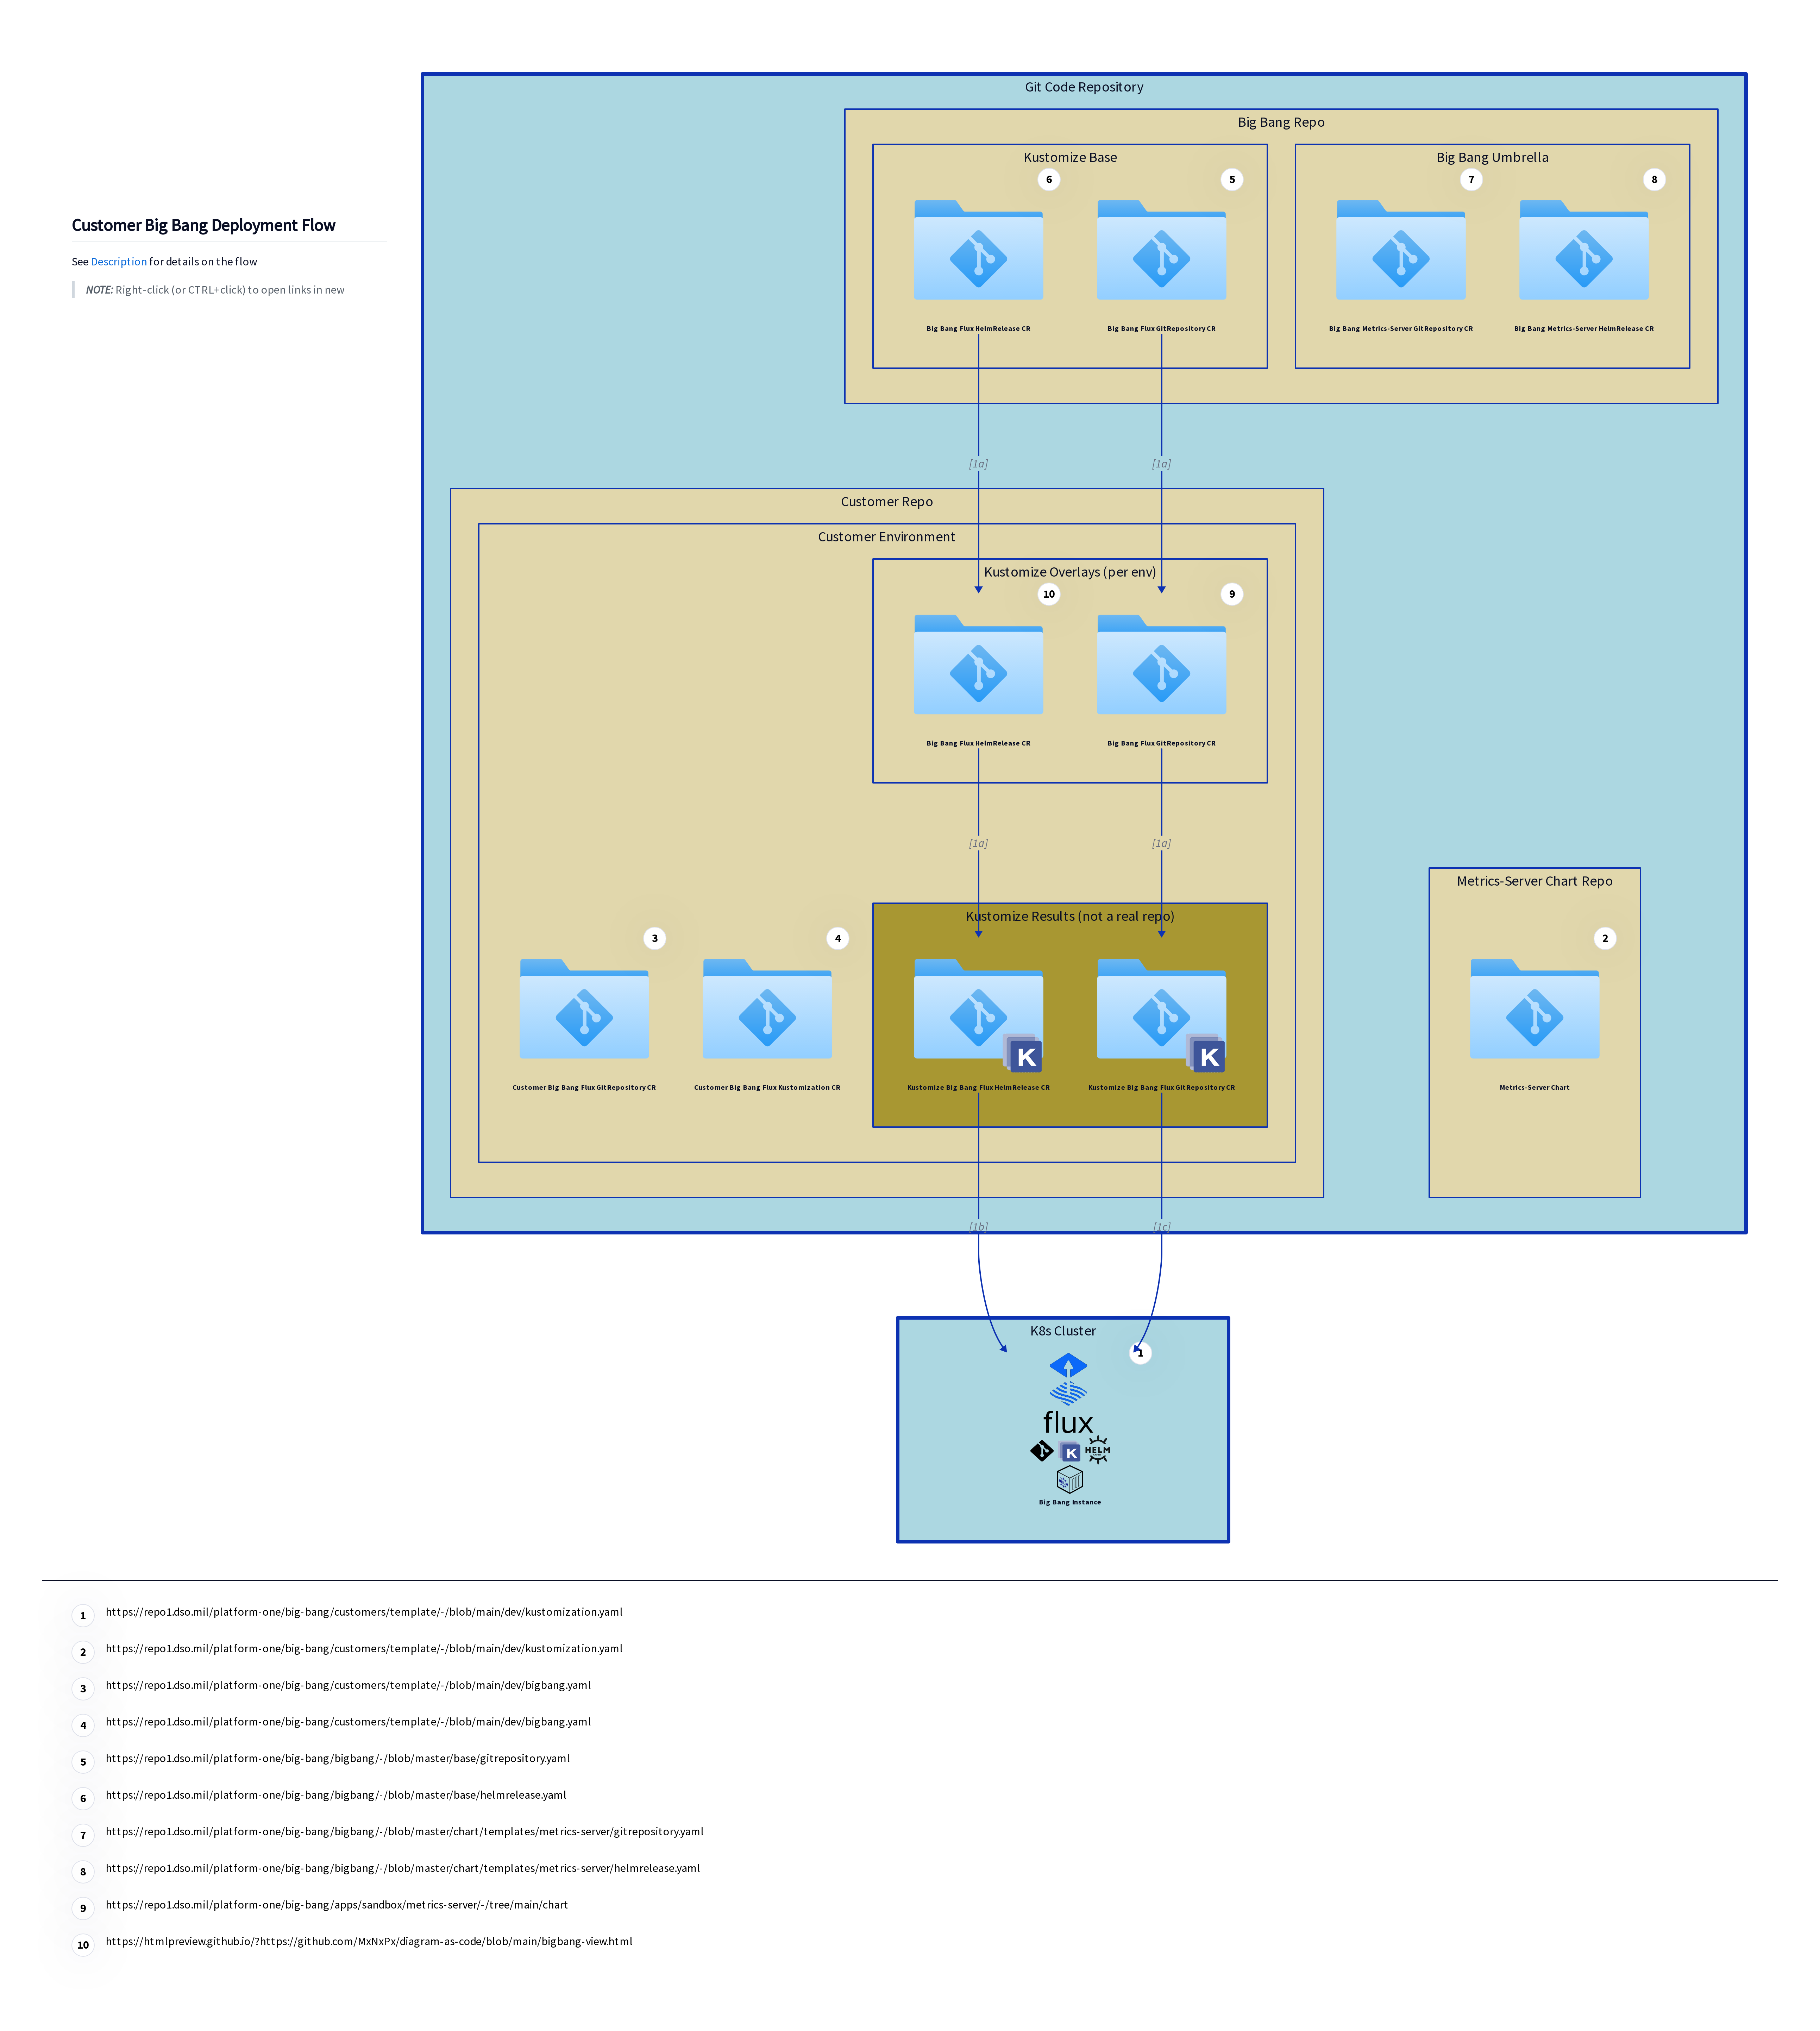 Git Code Repository
Big Bang Repo
Kustomize Base
Big Bang Umbrella
6
5
7
8
Customer Big Bang Deployment Flow
See Description for details on the flow
NOTE: Right-click (or CTRL+click) to open links in new
Big Bang Flux HelmRelease CR
Big Bang Flux GitRepository CR
Big Bang Metrics-Server GitRepository CR
Big Bang Metrics-Server HelmRelease CR
[1a]
[1a]
Customer Repo
Customer Environment
Kustomize Overlays (per env)
10
9
Big Bang Flux HelmRelease CR
Big Bang Flux GitRepository CR
[1a]
[1a]
Metrics-Server Chart Repo
Kustomize Results (not a real repo)
3
4
2
K
K
Customer Big Bang Flux GitRepository CR
Customer Big Bang Flux Kustomization CR
Kustomize Big Bang Flux HelmRelease CR
Kustomize Big Bang Flux GitRepository CR
Metrics-Server Chart
[1b]
[1c]
K8s Cluster
1
flux
K
HELM
Big Bang Instance
1 https://repo1.dso.mil/platform-one/big-bang/customers/template/-/blob/main/dev/kustomization.yaml
2 https://repo1.dso.mil/platform-one/big-bang/customers/template/-/blob/main/dev/kustomization.yaml
3 https://repo1.dso.mil/platform-one/big-bang/customers/template/-/blob/main/dev/bigbang.yaml
4 https://repo1.dso.mil/platform-one/big-bang/customers/template/-/blob/main/dev/bigbang.yaml
5 https://repo1.dso.mil/platform-one/big-bang/bigbang/-/blob/master/base/gitrepository.yaml
6 https://repo1.dso.mil/platform-one/big-bang/bigbang/-/blob/master/base/helmrelease.yaml
7 https://repo1.dso.mil/platform-one/big-bang/bigbang/-/blob/master/chart/templates/metrics-server/gitrepository.yaml
8 https://repo1.dso.mil/platform-one/big-bang/bigbang/-/blob/master/chart/templates/metrics-server/helmrelease.yaml
9 https://repo1.dso.mil/platform-one/big-bang/apps/sandbox/metrics-server/-/tree/main/chart
10 https://htmlpreview.github.io/?https://github.com/MxNxPx/diagram-as-code/blob/main/bigbang-view.html